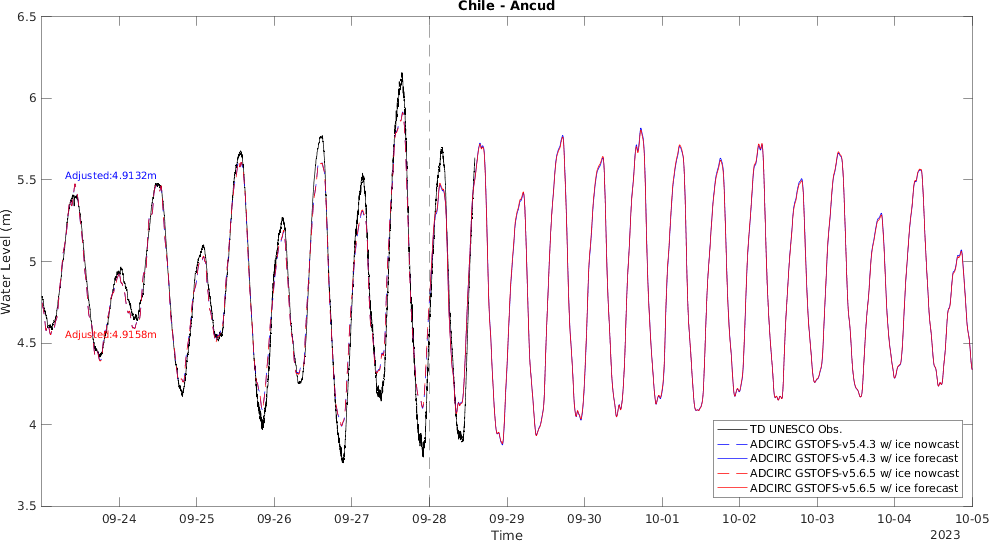 Chile - Ancud
6.5
6
5.5
5
4.5
4
3.5
Water Level (m)
Adjusted:4.9132m
Adjusted:4.9158m
TD UNESCO Obs.
ADCIRC GSTOFS-v5.4.3 w/ ice nowcast
ADCIRC GSTOFS-v5.4.3 w/ ice forecast
ADCIRC GSTOFS-v5.6.5 w/ ice nowcast
ADCIRC GSTOFS-v5.6.5 w/ ice forecast
09-24 09-25 09-26 09-27 09-28 09-29 09-30 10-01 10-02 10-03 10-04 10-05
Time
2023